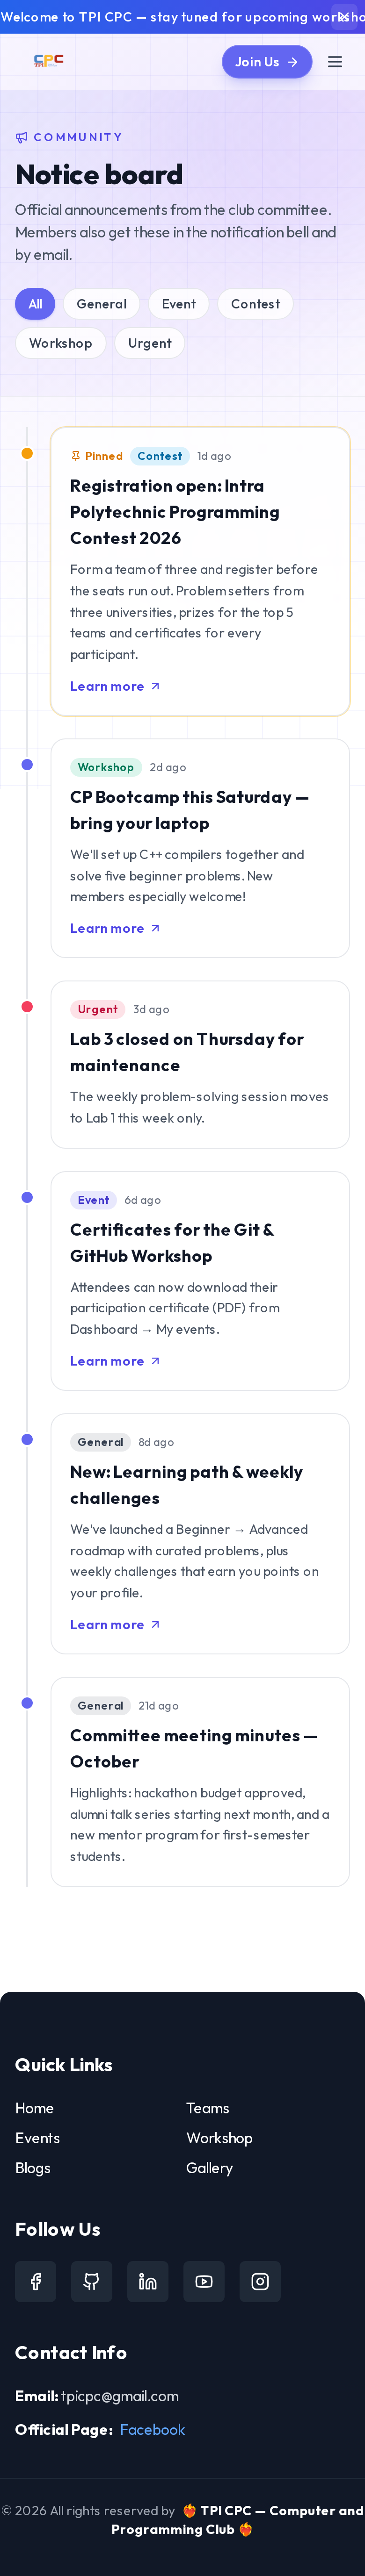 Welcome to TPI CPC — stay tuned for upcoming worksho
CPC
Join Us →
COMMUNITY
Notice board
Official announcements from the club committee.
Members also get these in the notification bell and
by email.
All General Event Contest
Workshop Urgent
Pinned Contest 1d ago
Registration open: Intra
Polytechnic Programming
Contest 2026
Form a team of three and register before
the seats run out. Problem setters from
three universities, prizes for the top 5
teams and certificates for every
participant.
Learn more ↗
Workshop 2d ago
CP Bootcamp this Saturday —
bring your laptop
We'll set up C++ compilers together and
solve five beginner problems. New
members especially welcome!
Learn more ↗
Urgent 3d ago
Lab 3 closed on Thursday for
maintenance
The weekly problem-solving session moves
to Lab 1 this week only.
Event 6d ago
Certificates for the Git &
GitHub Workshop
Attendees can now download their
participation certificate (PDF) from
Dashboard → My events.
Learn more ↗
General 8d ago
New: Learning path & weekly
challenges
We've launched a Beginner → Advanced
roadmap with curated problems, plus
weekly challenges that earn you points on
your profile.
Learn more ↗
General 21d ago
Committee meeting minutes —
October
Highlights: hackathon budget approved,
alumni talk series starting next month, and a
new mentor program for first-semester
students.
Quick Links
Home Teams
Events Workshop
Blogs Gallery
Follow Us
Contact Info
Email: tpicpc@gmail.com
Official Page: Facebook
© 2026 All rights reserved by ❤️‍🔥 TPI CPC — Computer and
Programming Club ❤️‍🔥